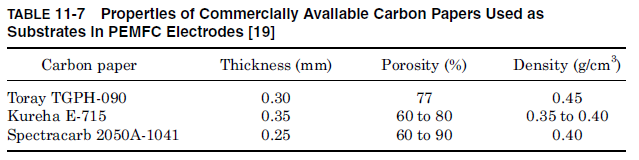 TABLE 11-7 Properties of Commercially Available Carbon Papers Used as
Substrates in PEMFC Electrodes [19]
Carbon paper Thickness (mm) Porosity (%) Density (g/cm³)
Toray TGPH-090 0.30 77 0.45
Kureha E-715 0.35 60 to 80 0.35 to 0.40
Spectracarb 2050A-1041 0.25 60 to 90 0.40